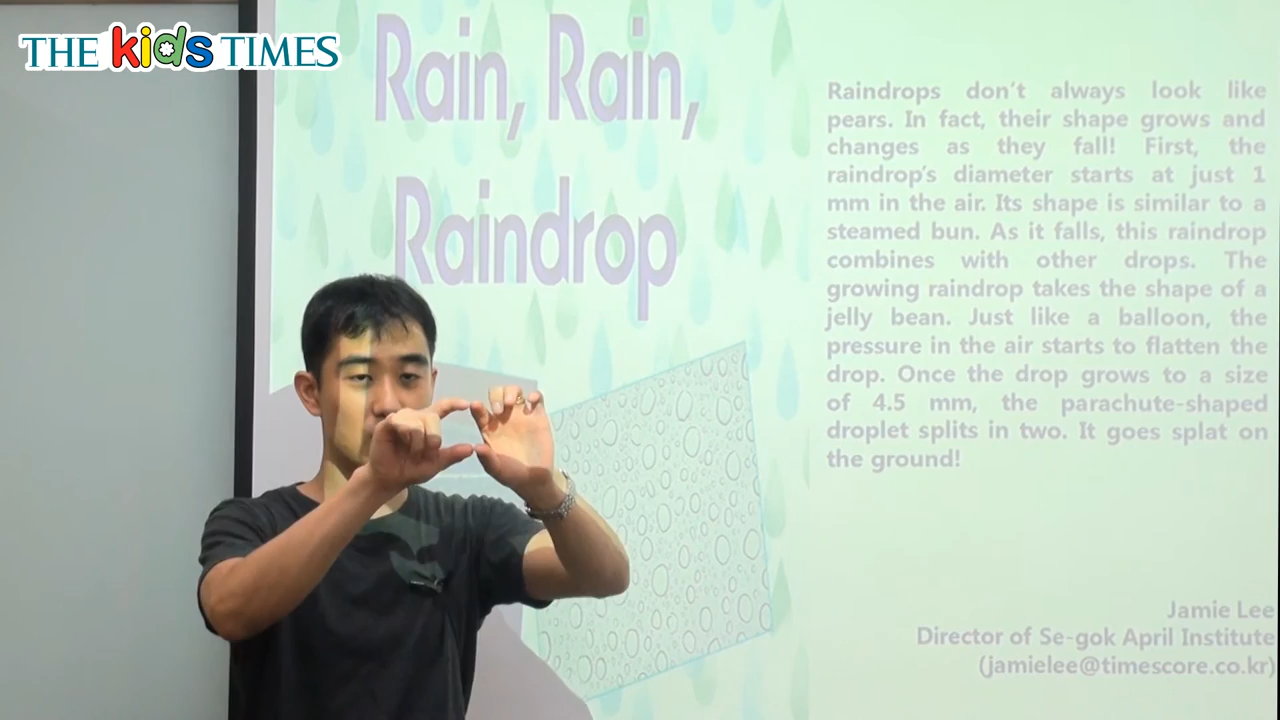 THE kids TIMES
Rain, Rain,
Raindrop
Raindrops don't always look like
pears. In fact, their shape grows and
changes as they fall! First, the
raindrop's diameter starts at just 1
mm in the air. Its shape is similar to a
steamed bun. As it falls, this raindrop
combines with other drops. The
growing raindrop takes the shape of a
jelly bean. Just like a balloon, the
pressure in the air starts to flatten the
drop. Once the drop grows to a size
of 4.5 mm, the parachute-shaped
droplet splits in two. It goes splat on
the ground!
Jamie Lee
Director of Se-gok April Institute
(jamielee@timescore.co.kr)